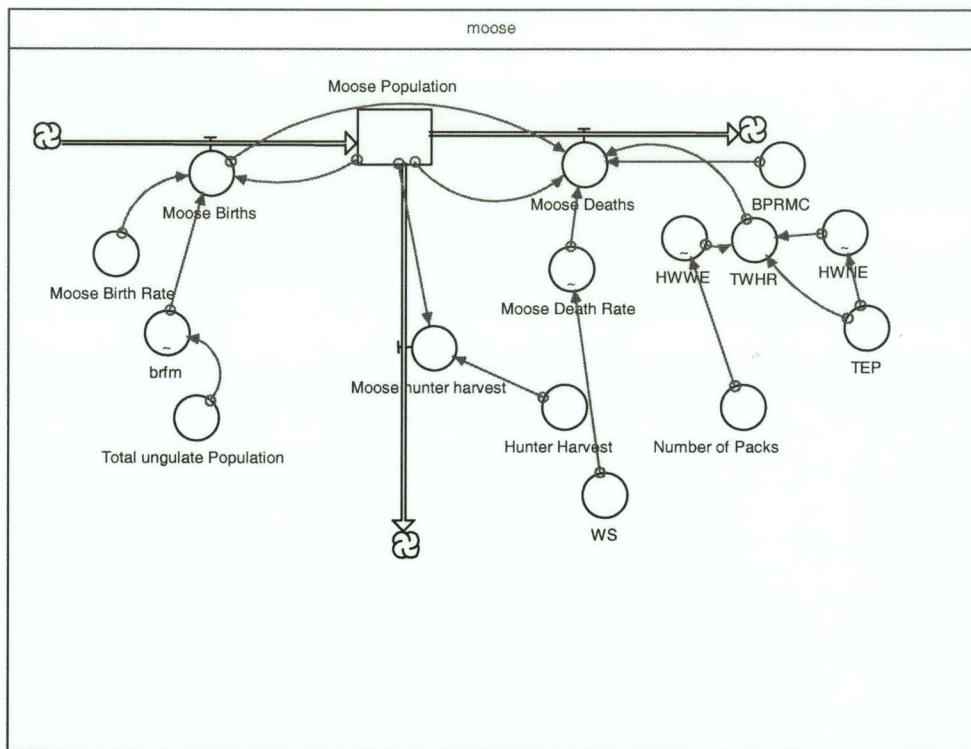 moose
Moose Population
Moose Births
Moose Deaths
BPRMC
Moose Birth Rate
HWWE
TWHR
HWNE
Moose Death Rate
~
~
~
~
brfm
Moose hunter harvest
TEP
Total ungulate Population
Hunter Harvest
Number of Packs
WS